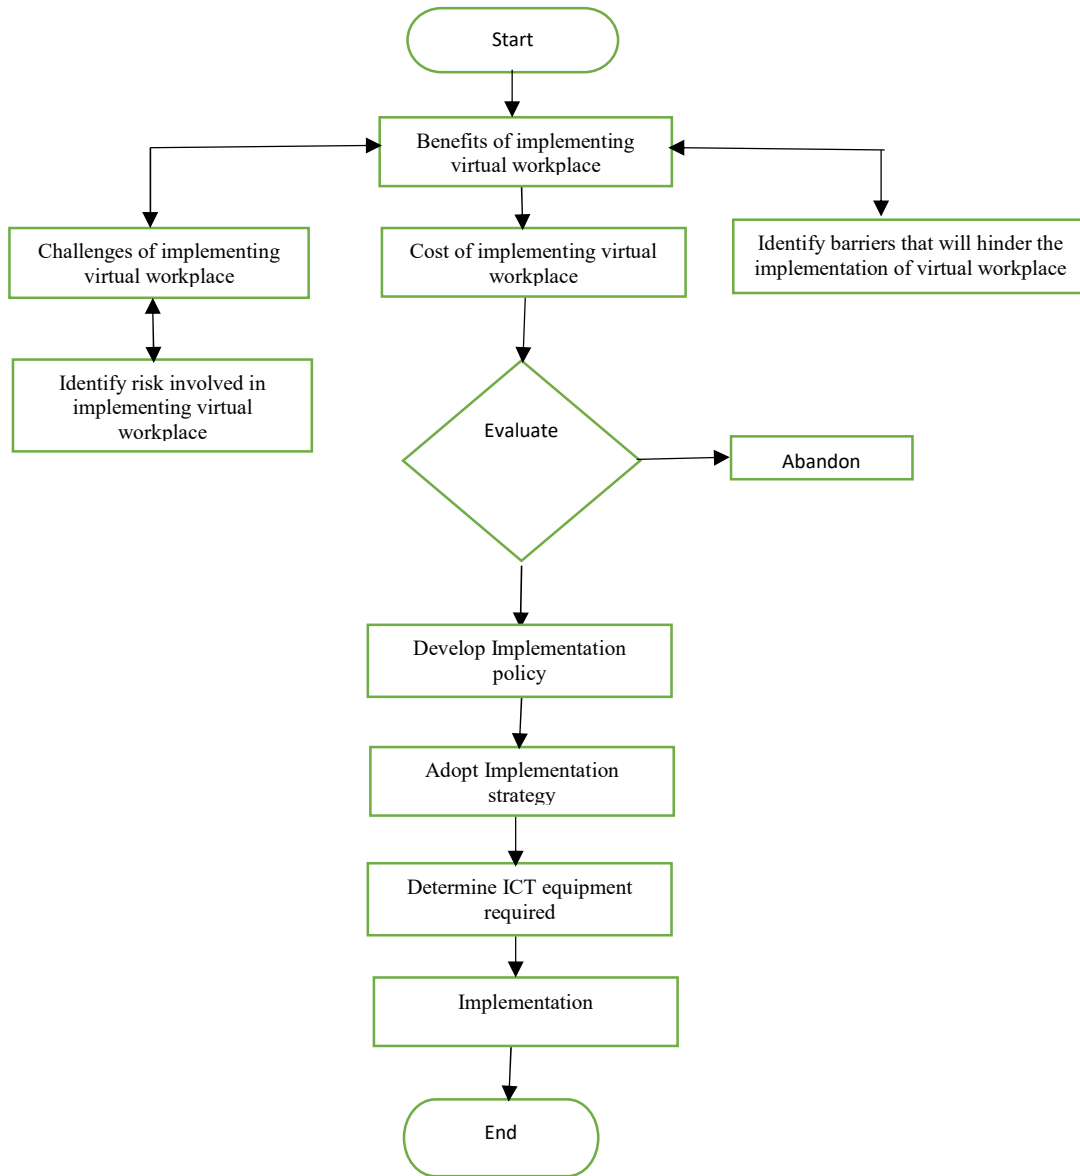 Start
Benefits of implementing
virtual workplace
Challenges of implementing
virtual workplace
Cost of implementing virtual
workplace
Identify barriers that will hinder the
implementation of virtual workplace
Identify risk involved in
implementing virtual
workplace
Evaluate
Abandon
Develop Implementation
policy
Adopt Implementation
strategy
Determine ICT equipment
required
Implementation
End